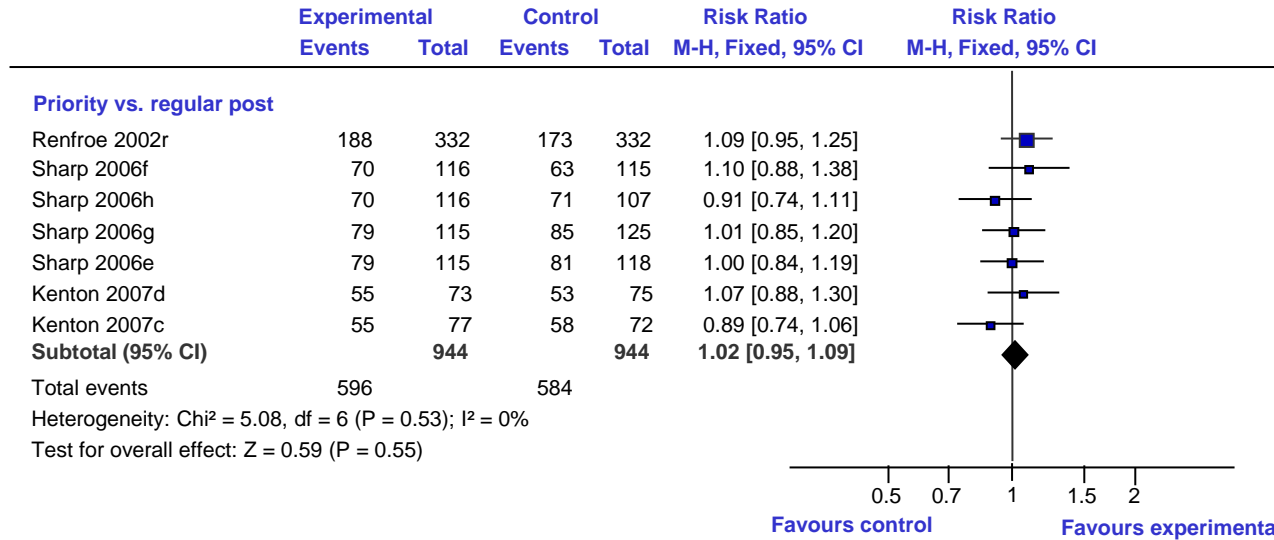 Experimental Control Risk Ratio Risk Ratio
Events Total Events Total M-H, Fixed, 95% CI M-H, Fixed, 95% CI
Priority vs. regular post
Renfroe 2002r 188 332 173 332 1.09 [0.95, 1.25]
Sharp 2006f 70 116 63 115 1.10 [0.88, 1.38]
Sharp 2006h 70 116 71 107 0.91 [0.74, 1.11]
Sharp 2006g 79 115 85 125 1.01 [0.85, 1.20]
Sharp 2006e 79 115 81 118 1.00 [0.84, 1.19]
Kenton 2007d 55 73 53 75 1.07 [0.88, 1.30]
Kenton 2007c 55 77 58 72 0.89 [0.74, 1.06]
Subtotal (95% CI) 944 944 1.02 [0.95, 1.09]
Total events 596 584
Heterogeneity: Chi² = 5.08, df = 6 (P = 0.53); I² = 0%
Test for overall effect: Z = 0.59 (P = 0.55)
0.5 0.7 1 1.5 2
Favours control Favours experimenta